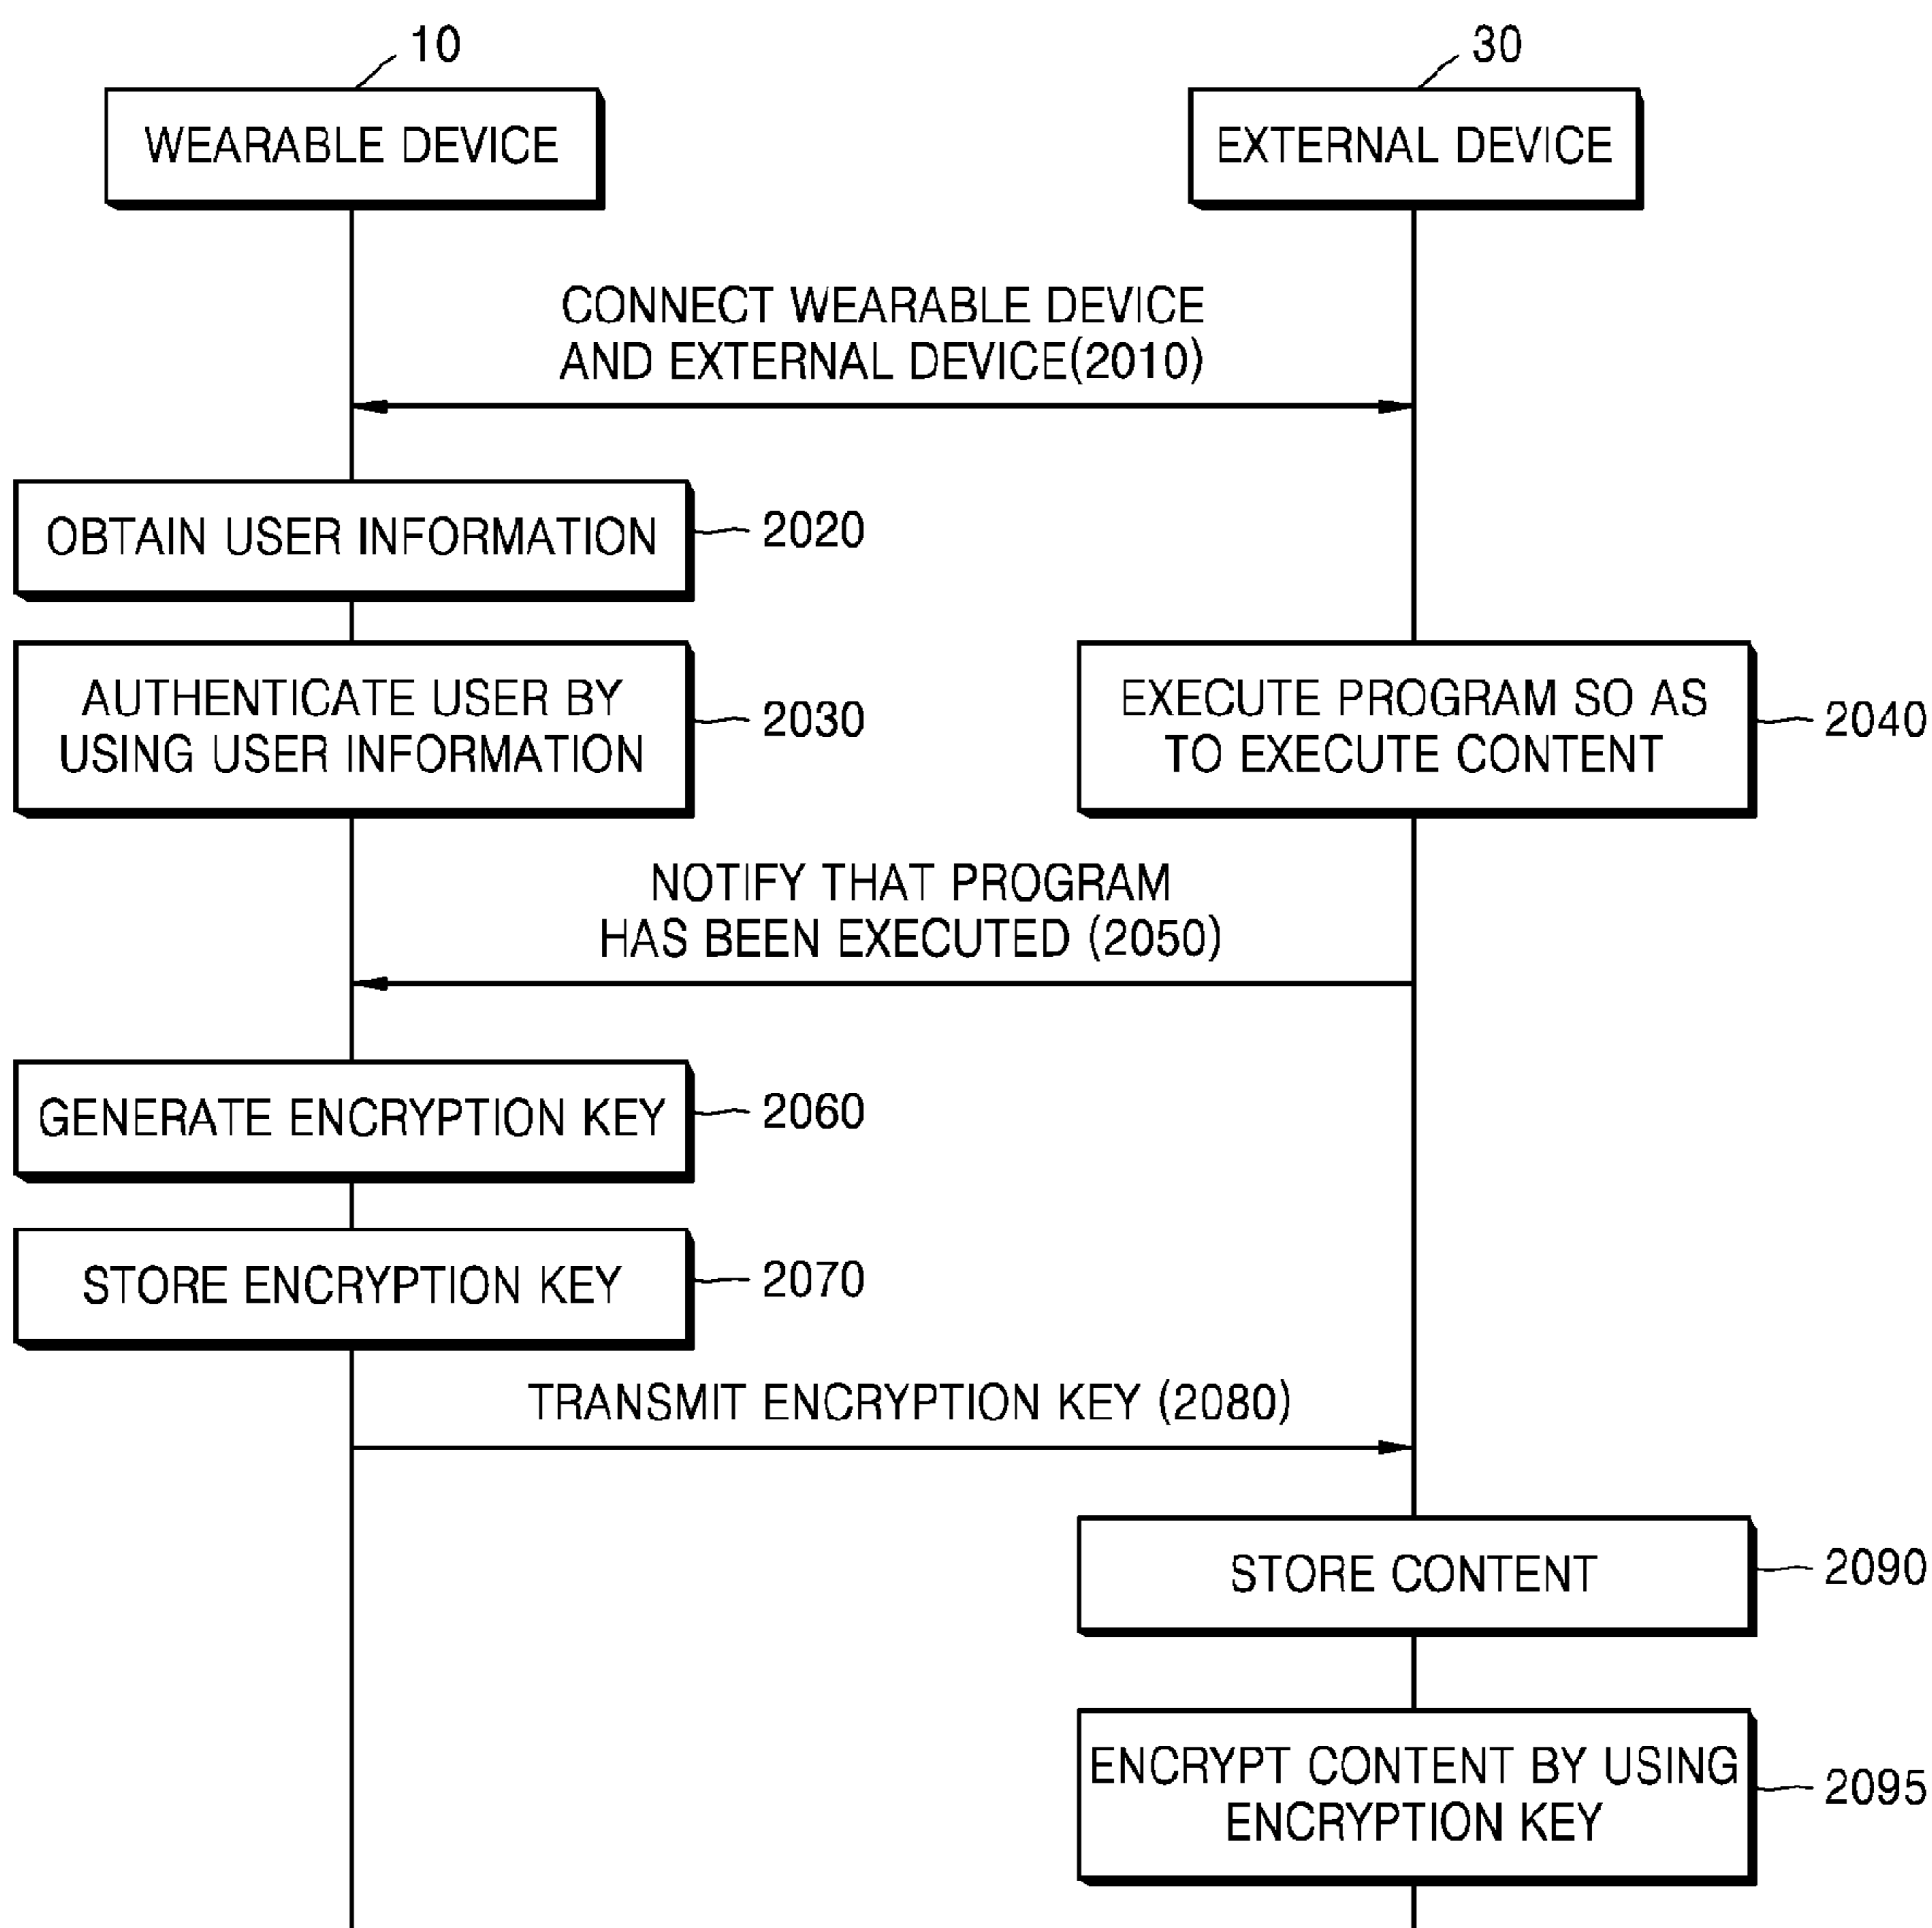 10
30
WEARABLE DEVICE
EXTERNAL DEVICE
CONNECT WEARABLE DEVICE
AND EXTERNAL DEVICE(2010)
OBTAIN USER INFORMATION
2020
AUTHENTICATE USER BY
USING USER INFORMATION
2030
EXECUTE PROGRAM SO AS
TO EXECUTE CONTENT
2040
NOTIFY THAT PROGRAM
HAS BEEN EXECUTED (2050)
GENERATE ENCRYPTION KEY
2060
STORE ENCRYPTION KEY
2070
TRANSMIT ENCRYPTION KEY (2080)
STORE CONTENT
2090
ENCRYPT CONTENT BY USING
ENCRYPTION KEY
2095